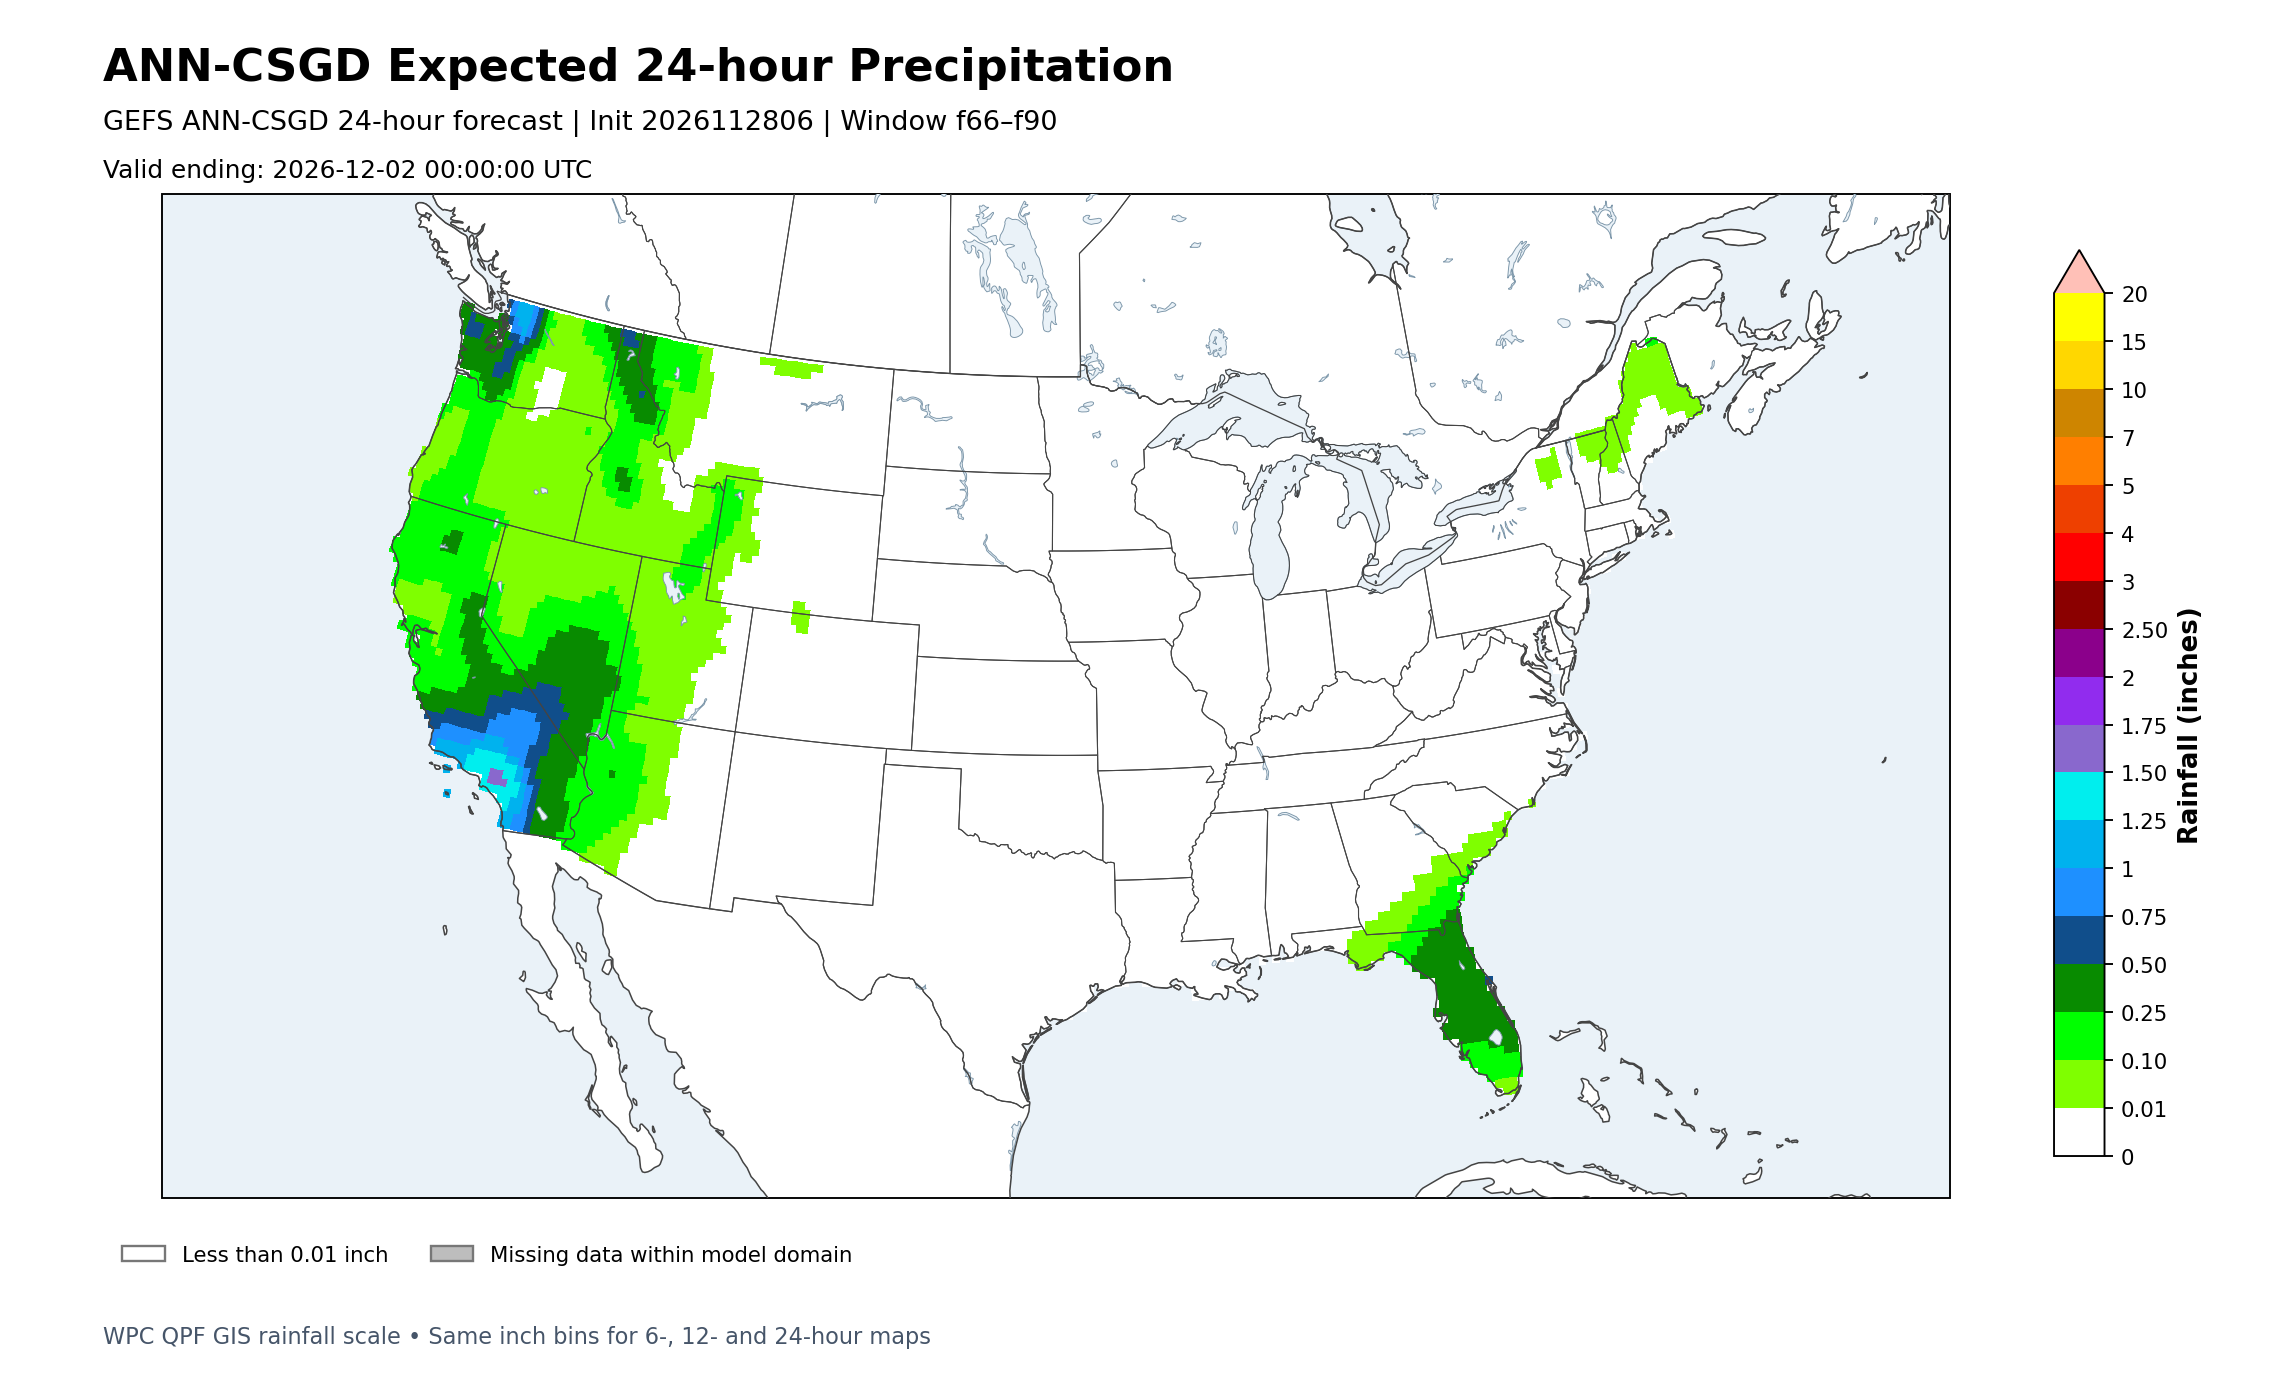 ANN-CSGD Expected 24-hour Precipitation
GEFS ANN-CSGD 24-hour forecast | Init 2026112806 | Window f66–f90
Valid ending: 2026-12-02 00:00:00 UTC
20
15
10
7
5
4
3
2.50
2
1.75
1.50
1.25
1
0.75
0.50
0.25
0.10
0.01
0
Rainfall (inches)
Less than 0.01 inch
Missing data within model domain
WPC QPF GIS rainfall scale • Same inch bins for 6-, 12- and 24-hour maps